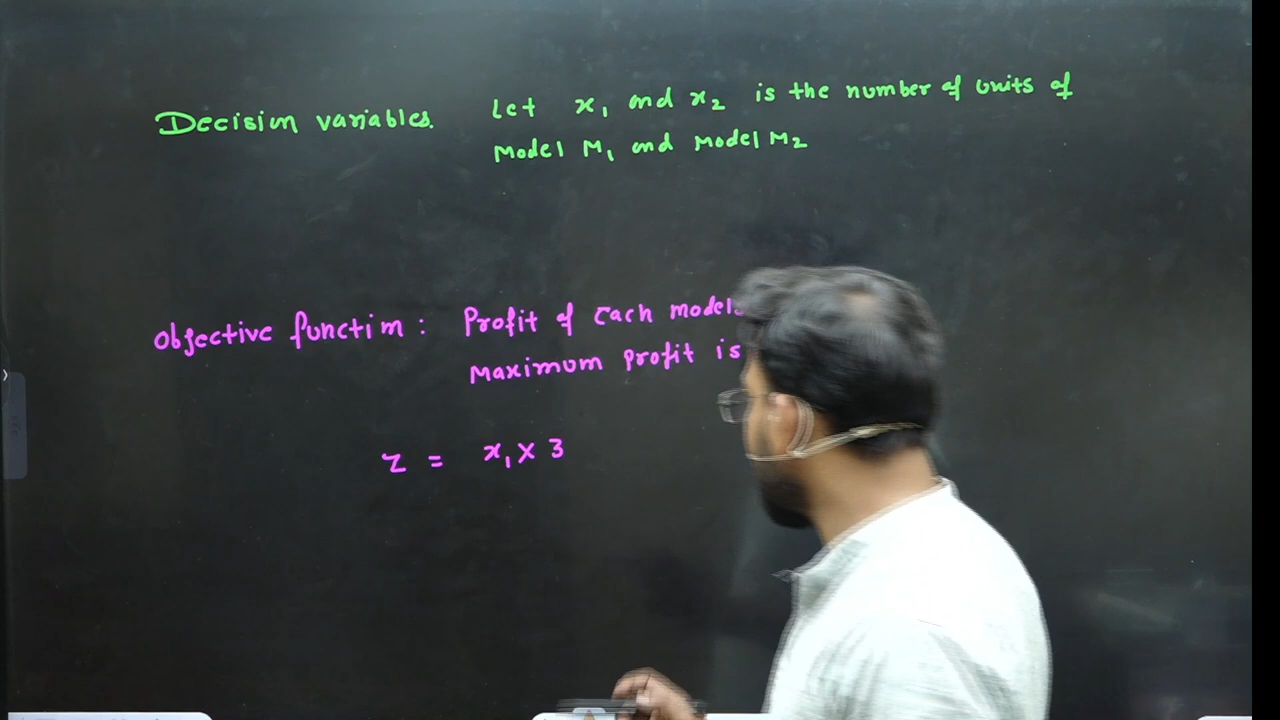 Decision variables. Let x₁ and x₂ is the number of units of
Model M₁ and Model M₂
Objective function : Profit of each models
Maximum profit is
Z = x₁ × 3